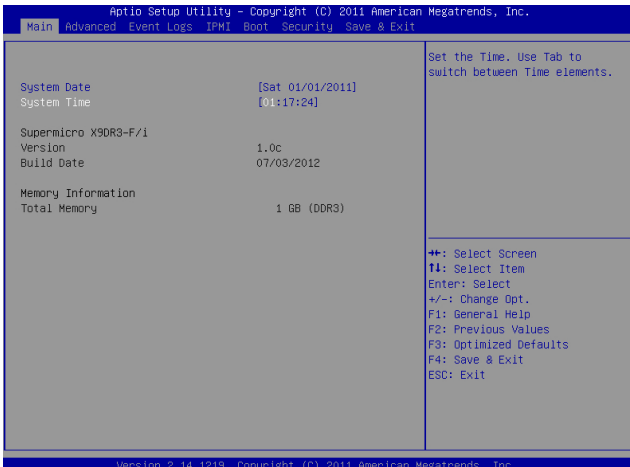 Aptio Setup Utility – Copyright (C) 2011 American Megatrends, Inc.
Main Advanced Event Logs IPMI Boot Security Save & Exit
Set the Time. Use Tab to
switch between Time elements.
System Date [Sat 01/01/2011]
System Time [01:17:24]
Supermicro X9DR3-F/i
Version 1.0c
Build Date 07/03/2012
Memory Information
Total Memory 1 GB (DDR3)
→←: Select Screen
↑↓: Select Item
Enter: Select
+/-: Change Opt.
F1: General Help
F2: Previous Values
F3: Optimized Defaults
F4: Save & Exit
ESC: Exit
Version 2.14.1219. Copyright (C) 2011 American Megatrends, Inc.